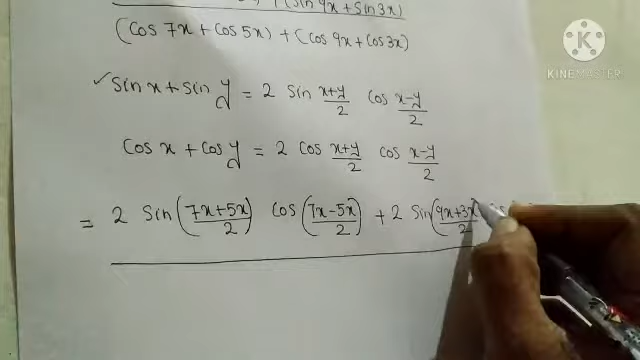 (Sin 9x + Sin 3x)
(Cos 7x + Cos 5x) + (Cos 9x + Cos 3x)
✓ Sin x + Sin y = 2 Sin x+y/2 Cos x-y/2
Cos x + Cos y = 2 Cos x+y/2 Cos x-y/2
= 2 Sin(7x+5x/2) Cos(7x-5x/2) + 2 Sin(9x+3x/2)
KINEMASTER